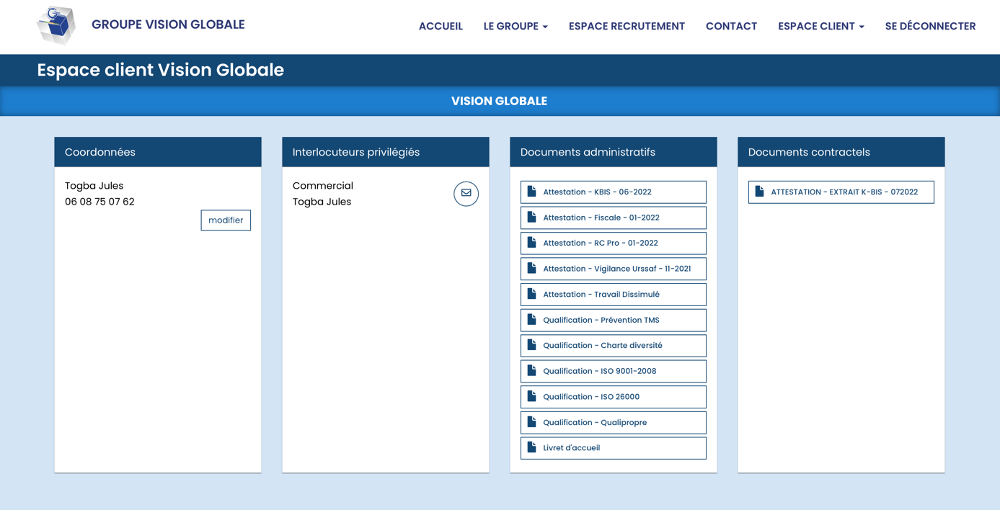 GROUPE VISION GLOBALE
ACCUEIL
LE GROUPE
ESPACE RECRUTEMENT
CONTACT
ESPACE CLIENT
SE DÉCONNECTER
Espace client Vision Globale
VISION GLOBALE
Coordonnées
Togba Jules
06 08 75 07 62
modifier
Interlocuteurs privilégiés
Commercial
Togba Jules
Documents administratifs
Attestation - KBIS - 06-2022
Attestation - Fiscale - 01-2022
Attestation - RC Pro - 01-2022
Attestation - Vigilance Urssaf - 11-2021
Attestation - Travail Dissimulé
Qualification - Prévention TMS
Qualification - Charte diversité
Qualification - ISO 9001-2008
Qualification - ISO 26000
Qualification - Qualipropre
Livret d'accueil
Documents contractels
ATTESTATION - EXTRAIT K-BIS - 072022